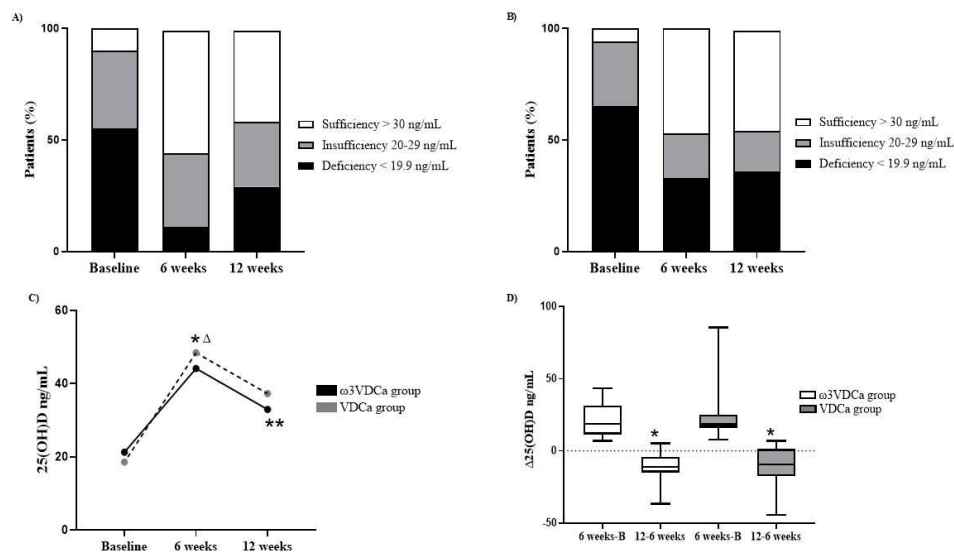 A)
100
50
0
Patients (%)
Baseline
6 weeks
12 weeks
Sufficiency > 30 ng/mL
Insufficiency 20-29 ng/mL
Deficiency < 19.9 ng/mL
B)
100
50
0
Patients (%)
Baseline
6 weeks
12 weeks
Sufficiency > 30 ng/mL
Insufficiency 20-29 ng/mL
Deficiency < 19.9 ng/mL
C)
60
40
20
0
25(OH)D ng/mL
* Δ
**
Baseline
6 weeks
12 weeks
ω3VDCa group
VDCa group
D)
100
50
0
-50
Δ25(OH)D ng/mL
*
*
6 weeks-B
12-6 weeks
6 weeks-B
12-6 weeks
ω3VDCa group
VDCa group